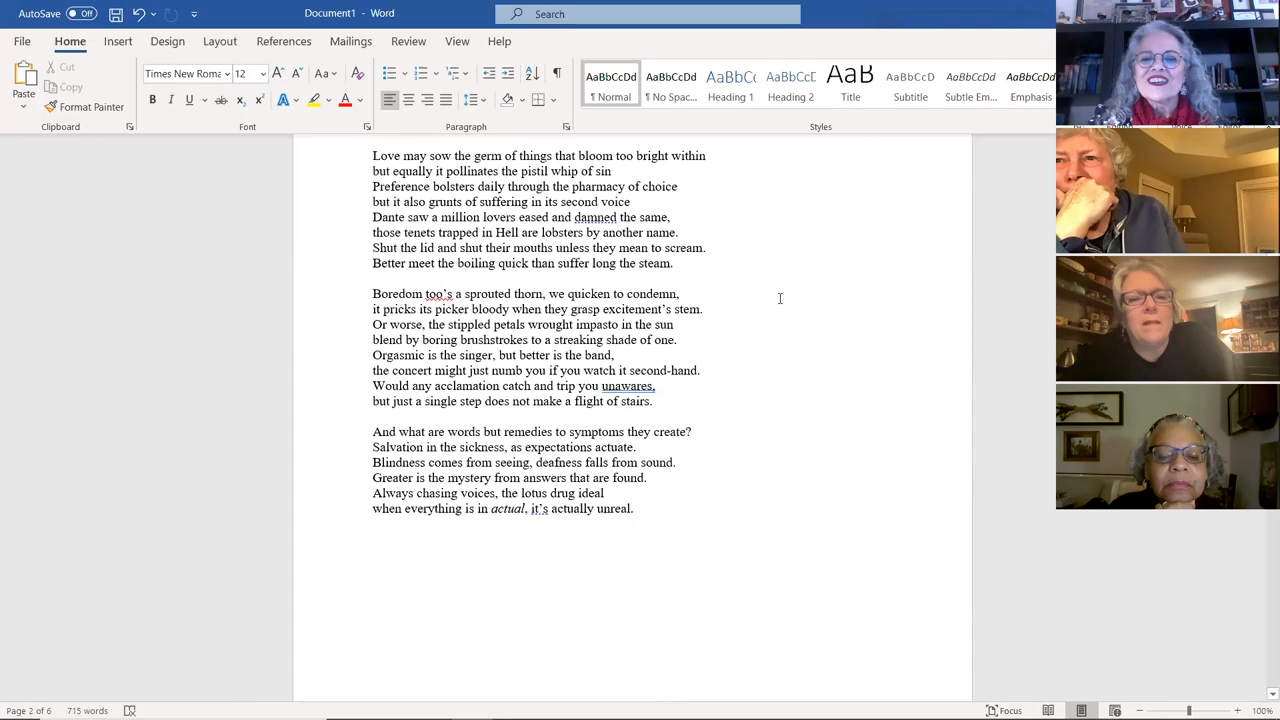 AutoSave Off
Document1 - Word
Search
File Home Insert Design Layout References Mailings Review View Help
Paste
Cut
Copy
Format Painter
Clipboard
Times New Roma 12
Font
Paragraph
AaBbCcDd AaBbCcDd AaBbC AaBbCcD AaB AaBbCcD AaBbCcDd AaBbCcDd
¶ Normal ¶ No Spac... Heading 1 Heading 2 Title Subtitle Subtle Em... Emphasis
Styles
Love may sow the germ of things that bloom too bright within
but equally it pollinates the pistil whip of sin
Preference bolsters daily through the pharmacy of choice
but it also grunts of suffering in its second voice
Dante saw a million lovers eased and damned the same,
those tenets trapped in Hell are lobsters by another name.
Shut the lid and shut their mouths unless they mean to scream.
Better meet the boiling quick than suffer long the steam.
Boredom too's a sprouted thorn, we quicken to condemn,
it pricks its picker bloody when they grasp excitement's stem.
Or worse, the stippled petals wrought impasto in the sun
blend by boring brushstrokes to a streaking shade of one.
Orgasmic is the singer, but better is the band,
the concert might just numb you if you watch it second-hand.
Would any acclamation catch and trip you unawares,
but just a single step does not make a flight of stairs.
And what are words but remedies to symptoms they create?
Salvation in the sickness, as expectations actuate.
Blindness comes from seeing, deafness falls from sound.
Greater is the mystery from answers that are found.
Always chasing voices, the lotus drug ideal
when everything is in actual, it's actually unreal.
Page 2 of 6 715 words
Focus
100%